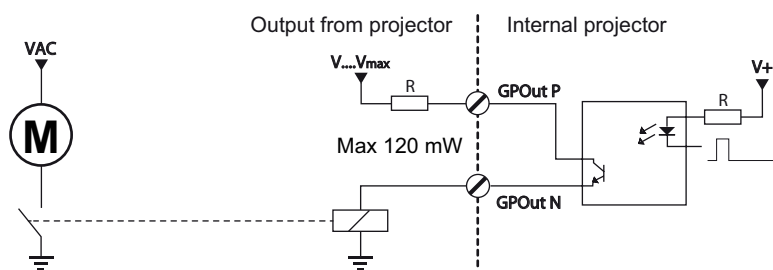 Output from projector
Internal projector
VAC
V....Vmax
V+
R
GPOut P
R
M
Max 120 mW
GPOut N